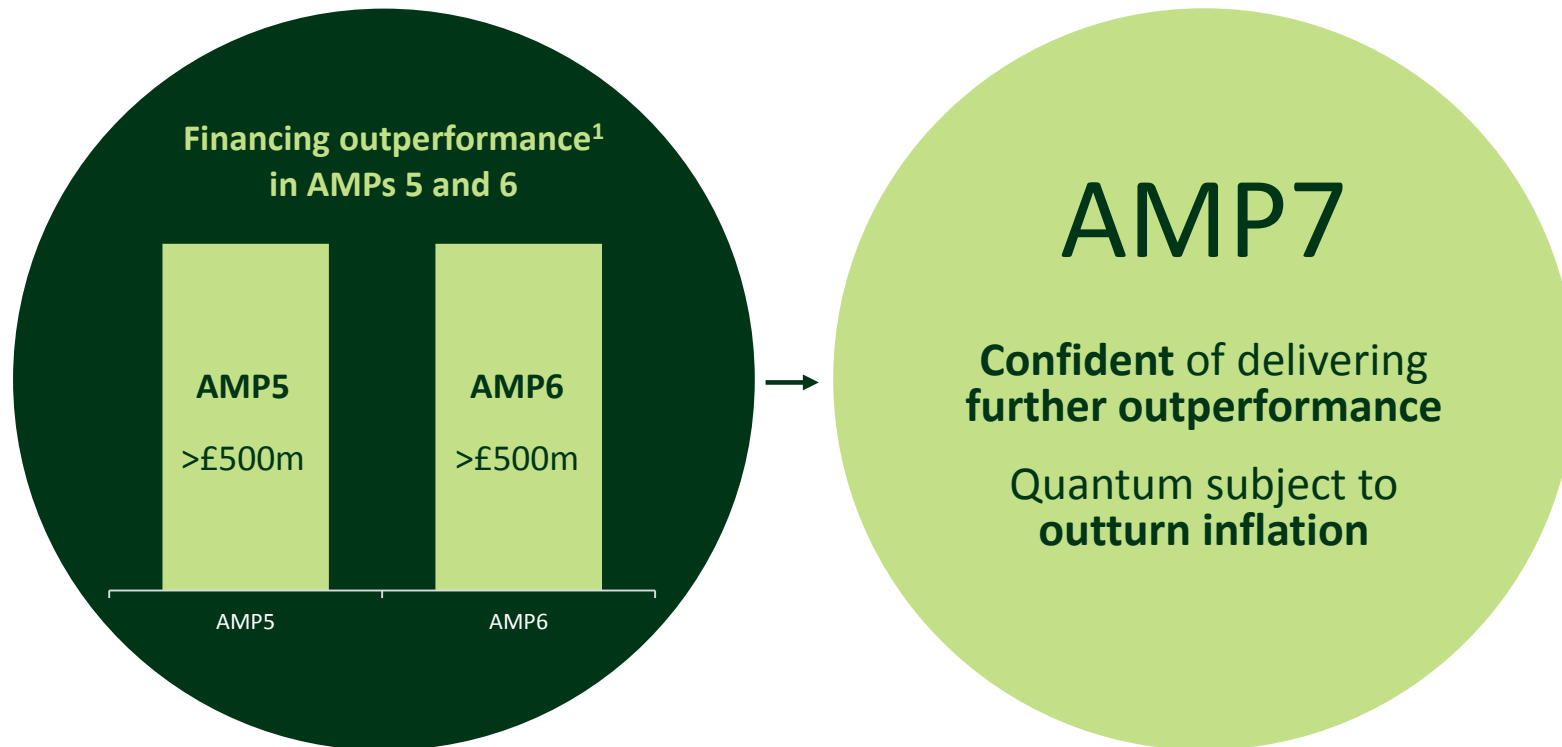 Financing outperformance¹
in AMPs 5 and 6
AMP5
>£500m
AMP6
>£500m
AMP5
AMP6
AMP7
Confident of delivering
further outperformance
Quantum subject to
outturn inflation